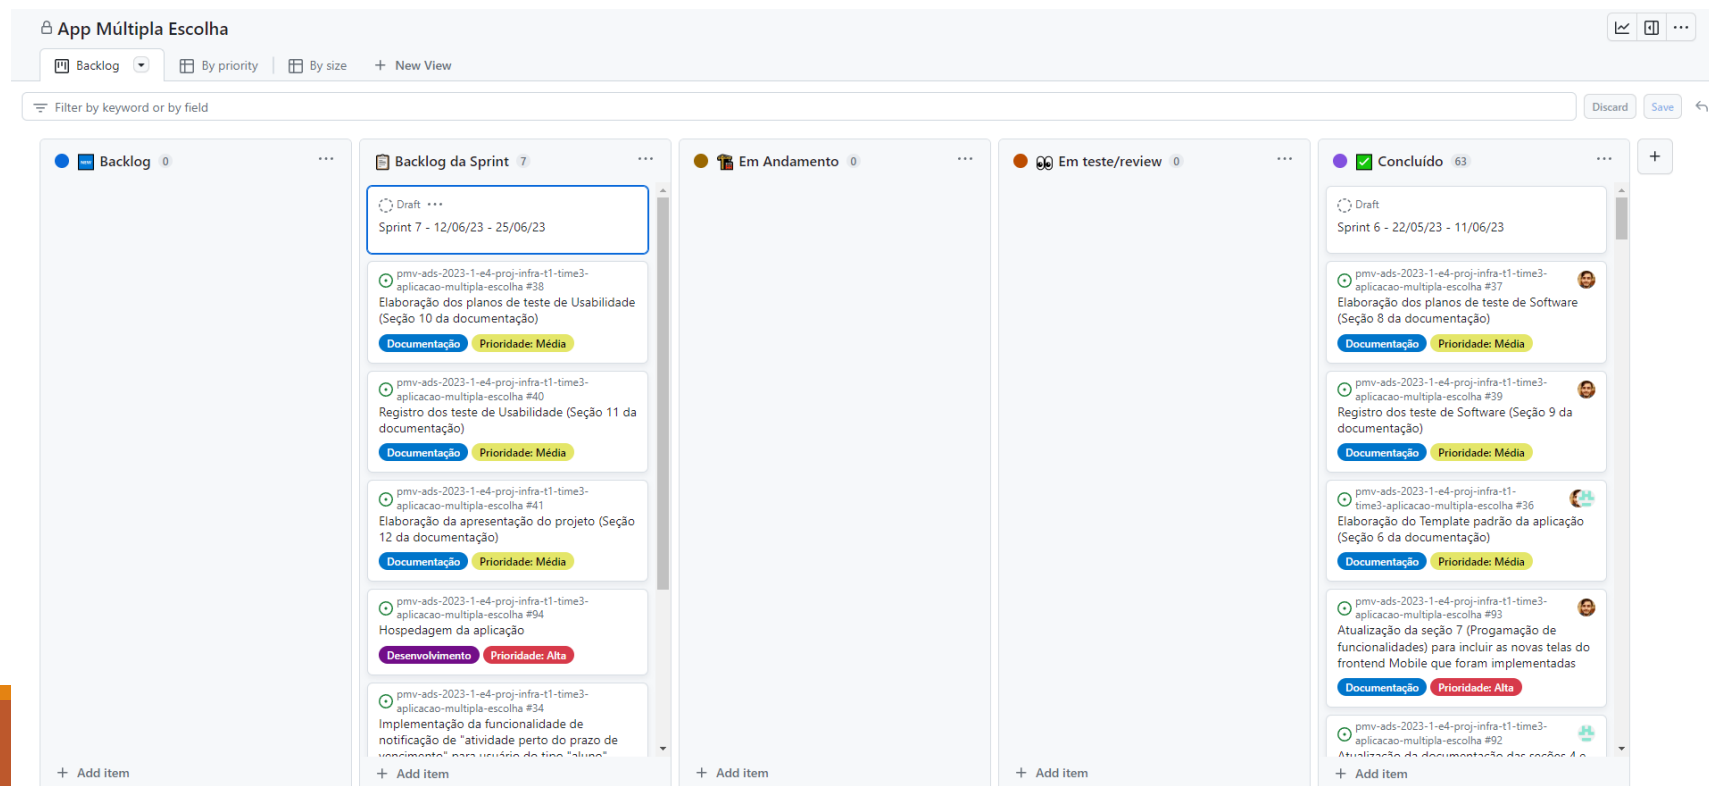 App Múltipla Escolha
Backlog
By priority
By size
New View
Filter by keyword or by field
Discard
Save
Backlog 0
Backlog da Sprint 7
Draft
Sprint 7 - 12/06/23 - 25/06/23
pmv-ads-2023-1-e4-proj-infra-t1-time3-
aplicacao-multipla-escolha #38
Elaboração dos planos de teste de Usabilidade
(Seção 10 da documentação)
Documentação Prioridade: Média
pmv-ads-2023-1-e4-proj-infra-t1-time3-
aplicacao-multipla-escolha #40
Registro dos teste de Usabilidade (Seção 11 da
documentação)
Documentação Prioridade: Média
pmv-ads-2023-1-e4-proj-infra-t1-time3-
aplicacao-multipla-escolha #41
Elaboração da apresentação do projeto (Seção
12 da documentação)
Documentação Prioridade: Média
pmv-ads-2023-1-e4-proj-infra-t1-time3-
aplicacao-multipla-escolha #94
Hospedagem da aplicação
Desenvolvimento Prioridade: Alta
pmv-ads-2023-1-e4-proj-infra-t1-time3-
aplicacao-multipla-escolha #34
Implementação da funcionalidade de
notificação de "atividade perto do prazo de
vencimento" para usuário do tipo "aluno"
Em Andamento 0
Em teste/review 0
Concluído 63
Draft
Sprint 6 - 22/05/23 - 11/06/23
pmv-ads-2023-1-e4-proj-infra-t1-time3-
aplicacao-multipla-escolha #37
Elaboração dos planos de teste de Software
(Seção 8 da documentação)
Documentação Prioridade: Média
pmv-ads-2023-1-e4-proj-infra-t1-time3-
aplicacao-multipla-escolha #39
Registro dos teste de Software (Seção 9 da
documentação)
Documentação Prioridade: Média
pmv-ads-2023-1-e4-proj-infra-t1-
time3-aplicacao-multipla-escolha #36
Elaboração do Template padrão da aplicação
(Seção 6 da documentação)
Documentação Prioridade: Média
pmv-ads-2023-1-e4-proj-infra-t1-time3-
aplicacao-multipla-escolha #93
Atualização da seção 7 (Progamação de
funcionalidades) para incluir as novas telas do
frontend Mobile que foram implementadas
Documentação Prioridade: Alta
pmv-ads-2023-1-e4-proj-infra-t1-time3-
aplicacao-multipla-escolha #92
Atualização da documentação das seções 4 e
Add item
Add item
Add item
Add item
Add item